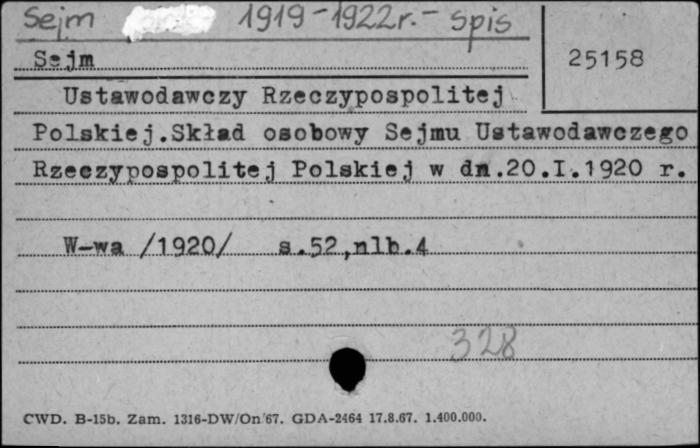 Sejm 1919-1922r.- spis
Sejm
25158
Ustawodawczy Rzeczypospolitej
Polskiej.Skład osobowy Sejmu Ustawodawczego
Rzeczypospolitej Polskiej w dn.20.I.1920 r.
W-wa /1920/ s.52,nlb.4
328
CWD. B-15b. Zam. 1316-DW/On/67. GDA-2464 17.8.67. 1.400.000.